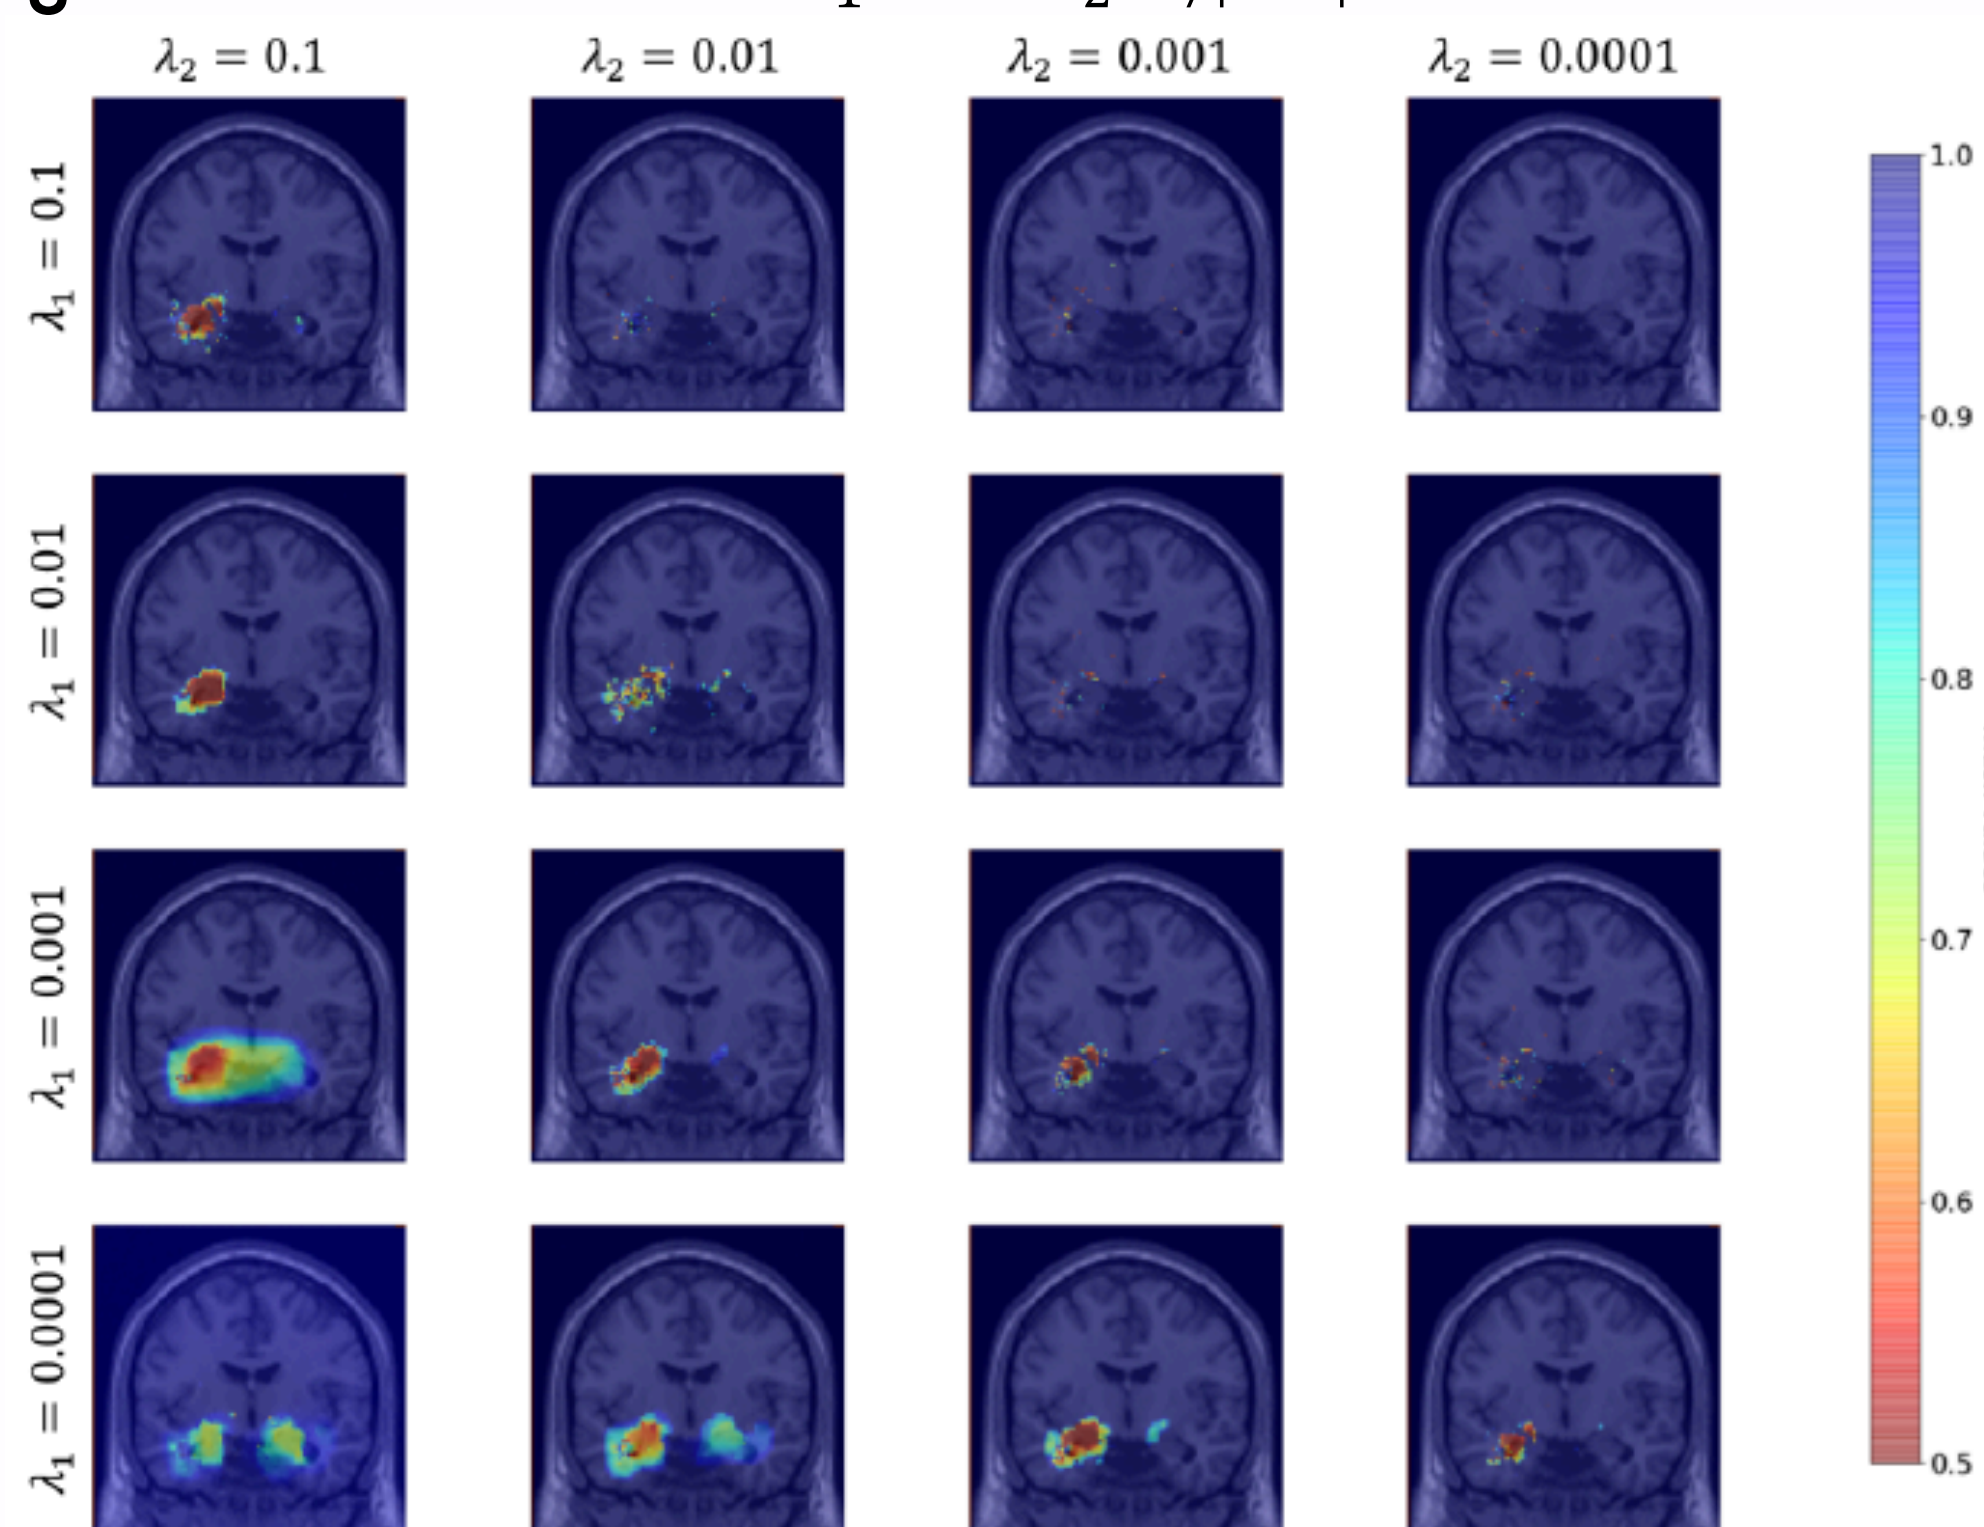 λ₂ = 0.1 λ₂ = 0.01 λ₂ = 0.001 λ₂ = 0.0001
λ₁ = 0.1
λ₁ = 0.01
λ₁ = 0.001
λ₁ = 0.0001
1.0
0.9
0.8
0.7
0.6
0.5